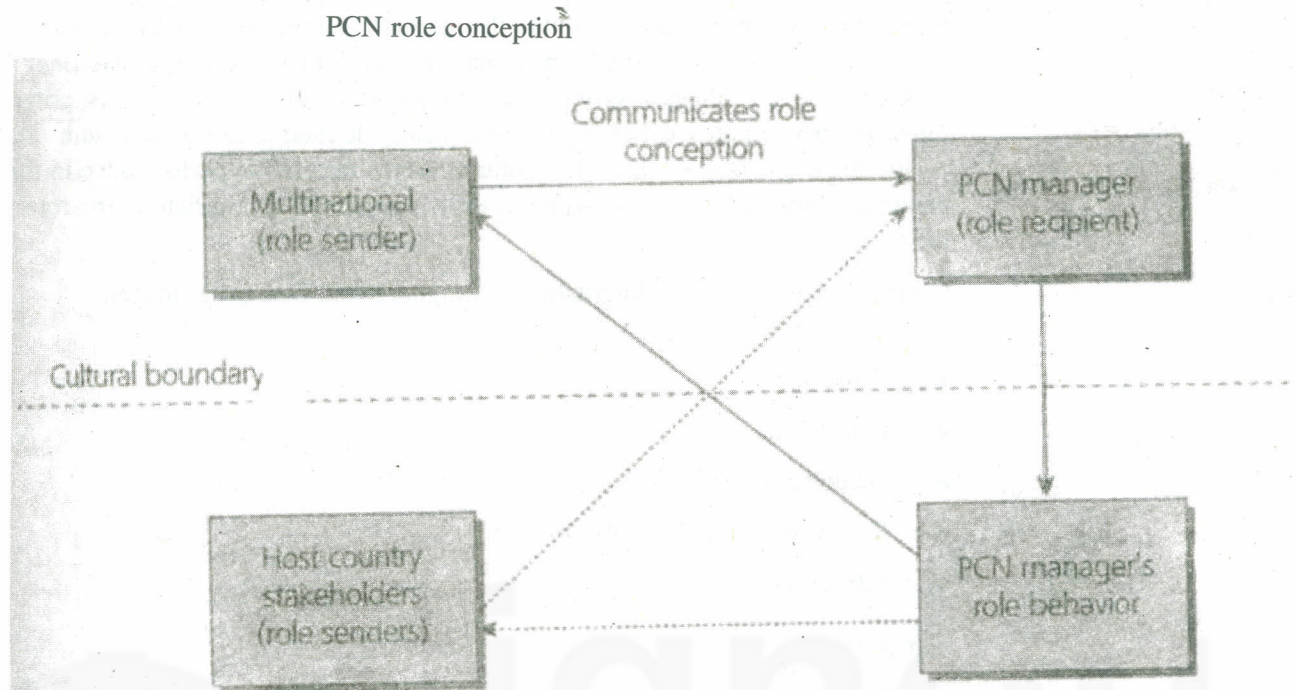 PCN role conception
Communicates role
conception
Multinational
(role sender)
PCN manager
(role recipient)
Cultural boundary
Host country
stakeholders
(role senders)
PCN manager's
role behavior